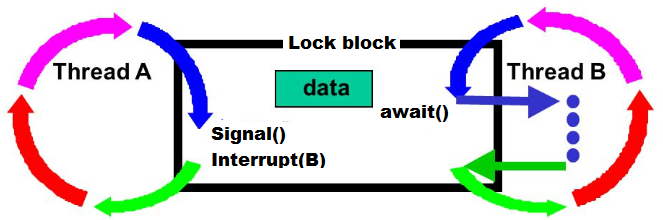 Lock block
Thread A
Thread B
data
await()
Signal()
Interrupt(B)